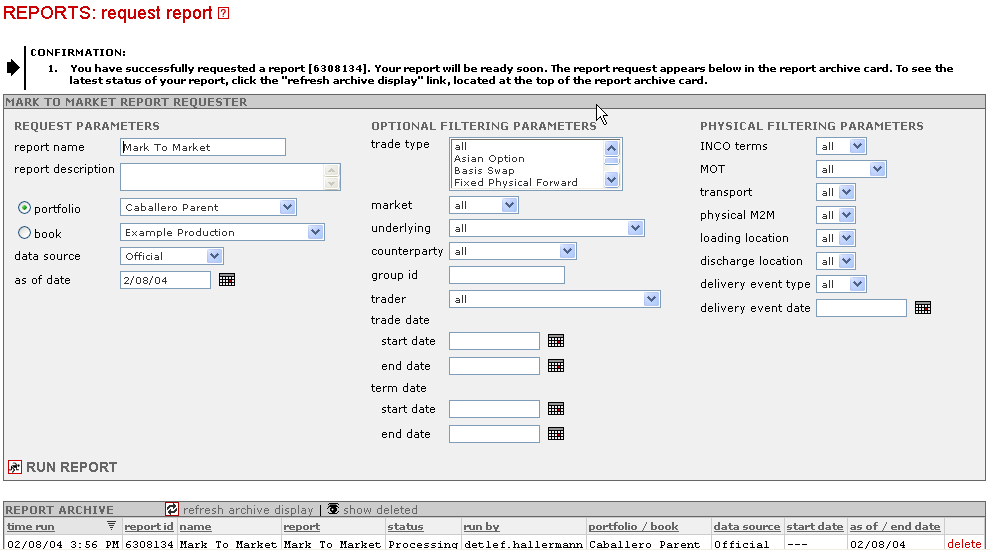 REPORTS: request report ?
CONFIRMATION:
1. You have successfully requested a report [6308134]. Your report will be ready soon. The report request appears below in the report archive card. To see the
latest status of your report, click the "refresh archive display" link, located at the top of the report archive card.
MARK TO MARKET REPORT REQUESTER
REQUEST PARAMETERS
report name Mark To Market
report description
portfolio Caballero Parent
book Example Production
data source Official
as of date 2/08/04
OPTIONAL FILTERING PARAMETERS
trade type all
Asian Option
Basis Swap
Fixed Physical Forward
market all
underlying all
counterparty all
group id
trader all
trade date
start date
end date
term date
start date
end date
PHYSICAL FILTERING PARAMETERS
INCO terms all
MOT all
transport all
physical M2M all
loading location all
discharge location all
delivery event type all
delivery event date
RUN REPORT
REPORT ARCHIVE refresh archive display | show deleted
time run report id name report status run by portfolio / book data source start date as of / end date
02/08/04 3:56 PM 6308134 Mark To Market Mark To Market Processing detlef.hallermann Caballero Parent Official --- 02/08/04 delete